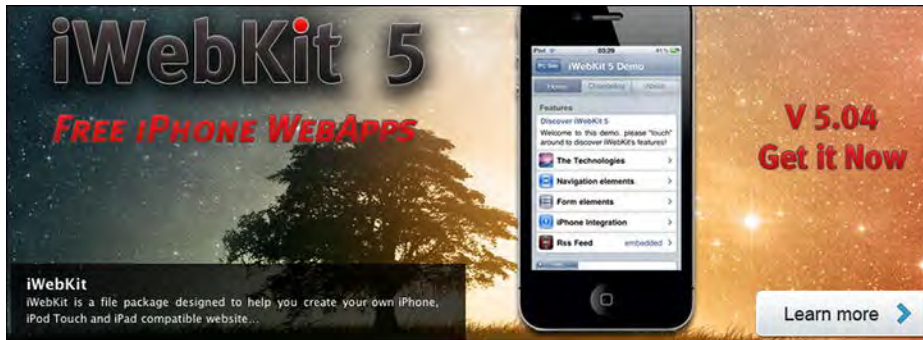 iWebKit 5
FREE iPHONE WEBAPPS
iPod
03:29
91 %
iWebKit 5 Demo
Home
Changelog
About
Features
Discover iWebKit 5
Welcome to this demo. please "touch"
around to discover iWebKit's features!
The Technologies
Navigation elements
Form elements
iPhone Integration
Rss Feed
embedded
V 5.04
Get it Now
iWebKit
iWebKit is a file package designed to help you create your own iPhone,
iPod Touch and iPad compatible website...
Learn more